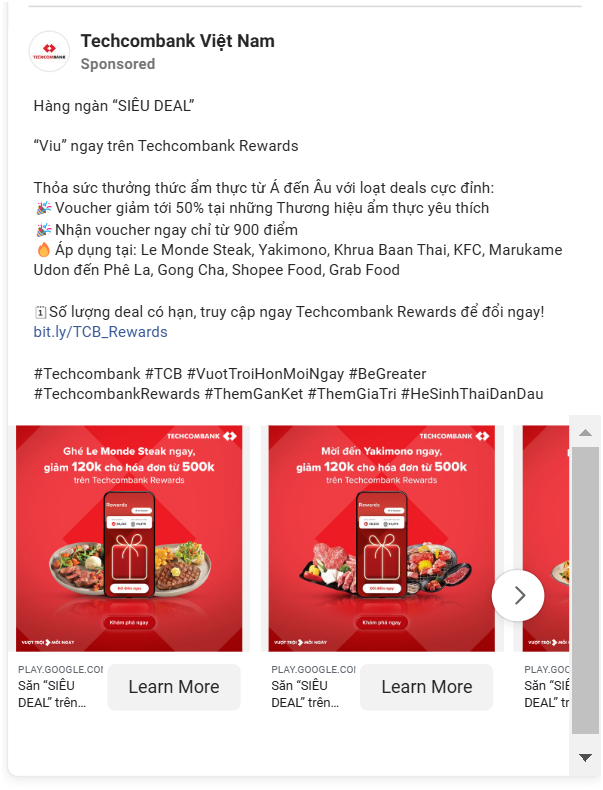 TECHCOMBANK
Techcombank Việt Nam
Sponsored
Hàng ngàn “SIÊU DEAL”
“Viu” ngay trên Techcombank Rewards
Thỏa sức thưởng thức ẩm thực từ Á đến Âu với loạt deals cực đỉnh:
🎉 Voucher giảm tới 50% tại những Thương hiệu ẩm thực yêu thích
🎉 Nhận voucher ngay chỉ từ 900 điểm
🔥 Áp dụng tại: Le Monde Steak, Yakimono, Khrua Baan Thai, KFC, Marukame
Udon đến Phê La, Gong Cha, Shopee Food, Grab Food
🗓Số lượng deal có hạn, truy cập ngay Techcombank Rewards để đổi ngay!
bit.ly/TCB_Rewards
#Techcombank #TCB #VuotTroiHonMoiNgay #BeGreater
#TechcombankRewards #ThemGanKet #ThemGiaTri #HeSinhThaiDanDau
TECHCOMBANK
Ghé Le Monde Steak ngay,
giảm 120k cho hóa đơn từ 500k
trên Techcombank Rewards
Rewards
Đổi điểm ngay
Khám phá ngay
VƯỢT TRỘI MỖI NGÀY
PLAY.GOOGLE.COM
Săn “SIÊU
DEAL” trên...
Learn More
TECHCOMBANK
Mời đến Yakimono ngay,
giảm 120k cho hóa đơn từ 500k
trên Techcombank Rewards
Rewards
Đổi điểm ngay
Khám phá ngay
VƯỢT TRỘI MỖI NGÀY
PLAY.GOOGLE.COM
Săn “SIÊU
DEAL” trên...
Learn More
VƯỢT TRỘI MỖI
PLAY.GOO
Săn “SIÊ
DEAL” tr